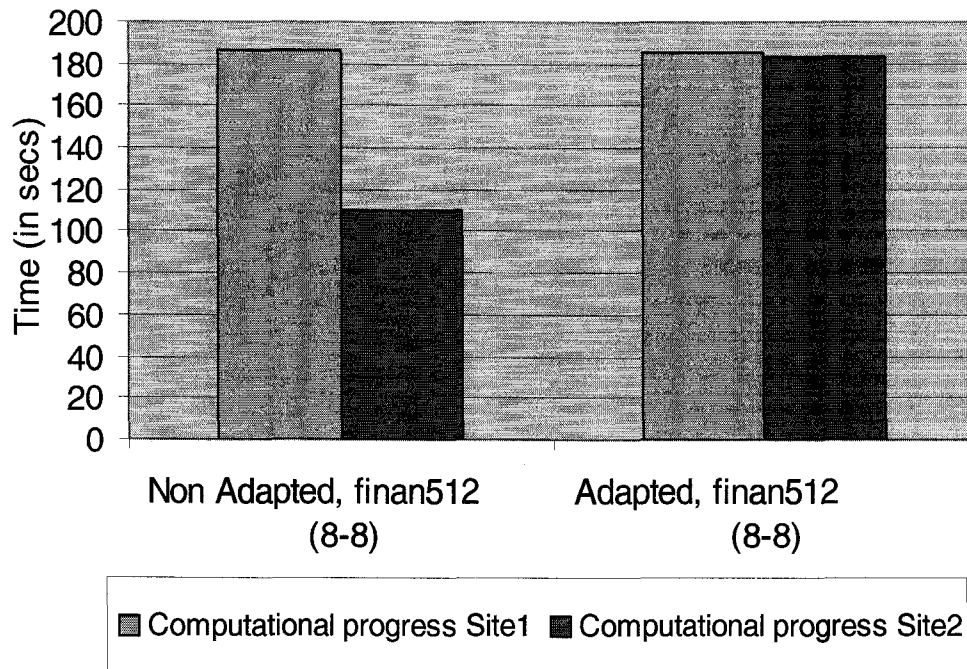 200
180
160
140
120
100
80
60
40
20
0
Time (in secs)
Non Adapted, finan512
(8-8)
Adapted, finan512
(8-8)
Computational progress Site1
Computational progress Site2